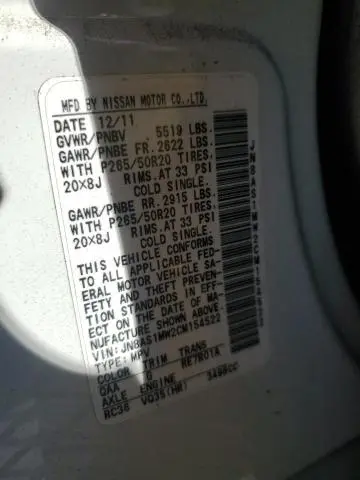 MFD BY NISSAN MOTOR CO.,LTD.
DATE 12/11
GVWR/PNBV 5519 LBS.
GAWR/PNBE FR. 2622 LBS.
WITH P265/50R20 TIRES,
20X8J RIMS, AT 33 PSI
COLD SINGLE.
GAWR/PNBE RR. 2915 LBS.
WITH P265/50R20 TIRES,
20X8J RIMS, AT 33 PSI
COLD SINGLE.
THIS VEHICLE CONFORMS
TO ALL APPLICABLE FED-
ERAL MOTOR VEHICLE SA-
FETY AND THEFT PREVEN-
TION STANDARDS IN EFF-
ECT ON THE DATE OF MA-
NUFACTURE SHOWN ABOVE.
VIN: JN8AS1MW2CM154522
TYPE: MPV
COLOR TRIM TRANS
QAA G RE7R01A
AXLE ENGINE
RC38 VQ35(HR) 3498CC